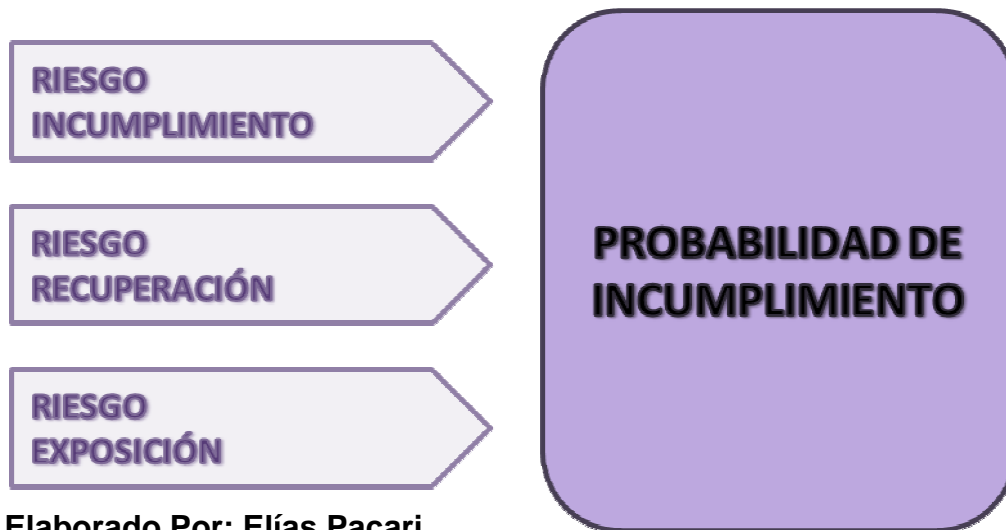 RIESGO
INCUMPLIMIENTO
RIESGO
RECUPERACIÓN
RIESGO
EXPOSICIÓN
PROBABILIDAD DE
INCUMPLIMIENTO
Elaborado Por: Elías Pacari